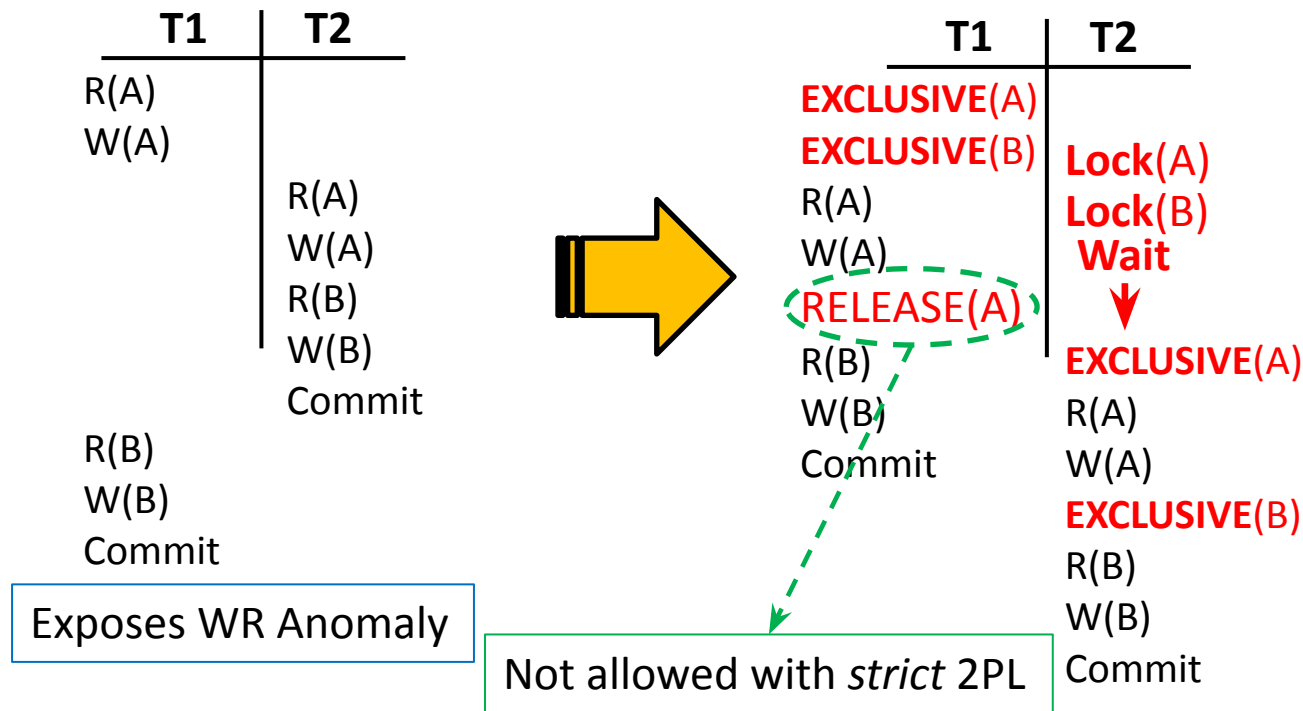 T1
T2
R(A)
W(A)
R(A)
W(A)
R(B)
W(B)
Commit
R(B)
W(B)
Commit
Exposes WR Anomaly
T1
T2
EXCLUSIVE(A)
EXCLUSIVE(B)
R(A)
W(A)
RELEASE(A)
R(B)
W(B)
Commit
Lock(A)
Lock(B)
Wait
EXCLUSIVE(A)
R(A)
W(A)
EXCLUSIVE(B)
R(B)
W(B)
Commit
Not allowed with strict 2PL